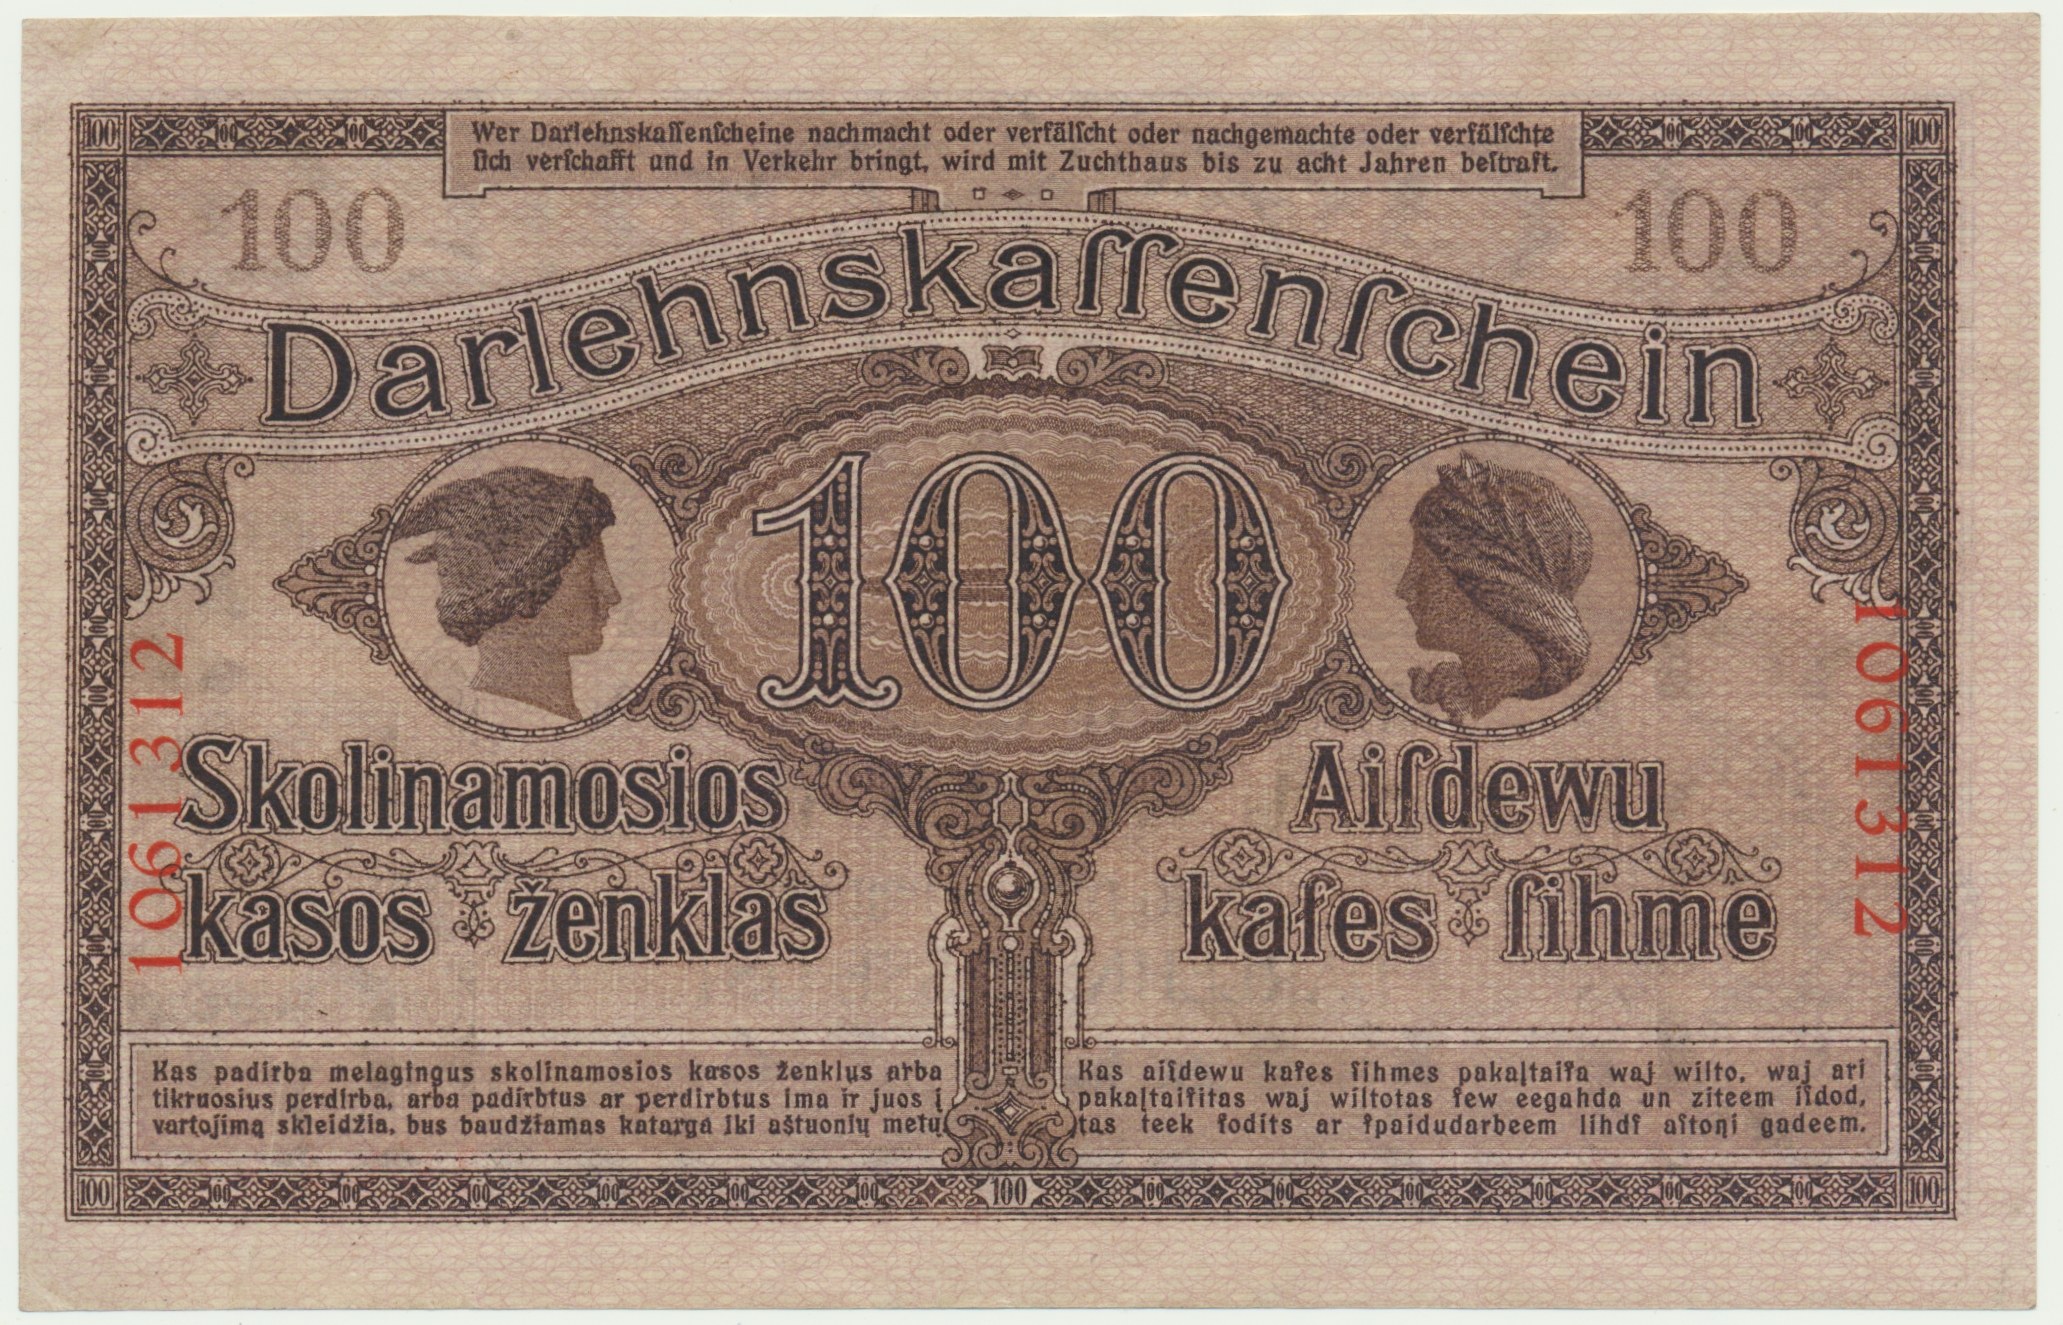 Wer Darlehnskaſſenſcheine nachmacht oder verfälſcht oder nachgemachte oder verfälſchte
ſich verſchafft und in Verkehr bringt, wird mit Zuchthaus bis zu acht Jahren beſtraft.
100
100
Darlehnskaſſenſchein
100
1061312
1061312
Skolinamosios
kasos ženklas
Aiſdewu
kaſes ſihme
Kas padirba melagingus skolinamosios kasos ženklus arba
tikruosius perdirba, arba padirbtus ar perdirbtus ima ir juos į
vartojimą skleidžia, bus baudžiamas katarga iki aštuonių metų.
Kas aiſdewu kaſes ſihmes pakaļtaiſa waj wilto, waj ari
pakaļtaiſitas waj wiltotas ſew eegahda un ziteem iſdod,
tas teek ſodits ar ſpaidudarbeem lihdſ aſtoņi gadeem.
100